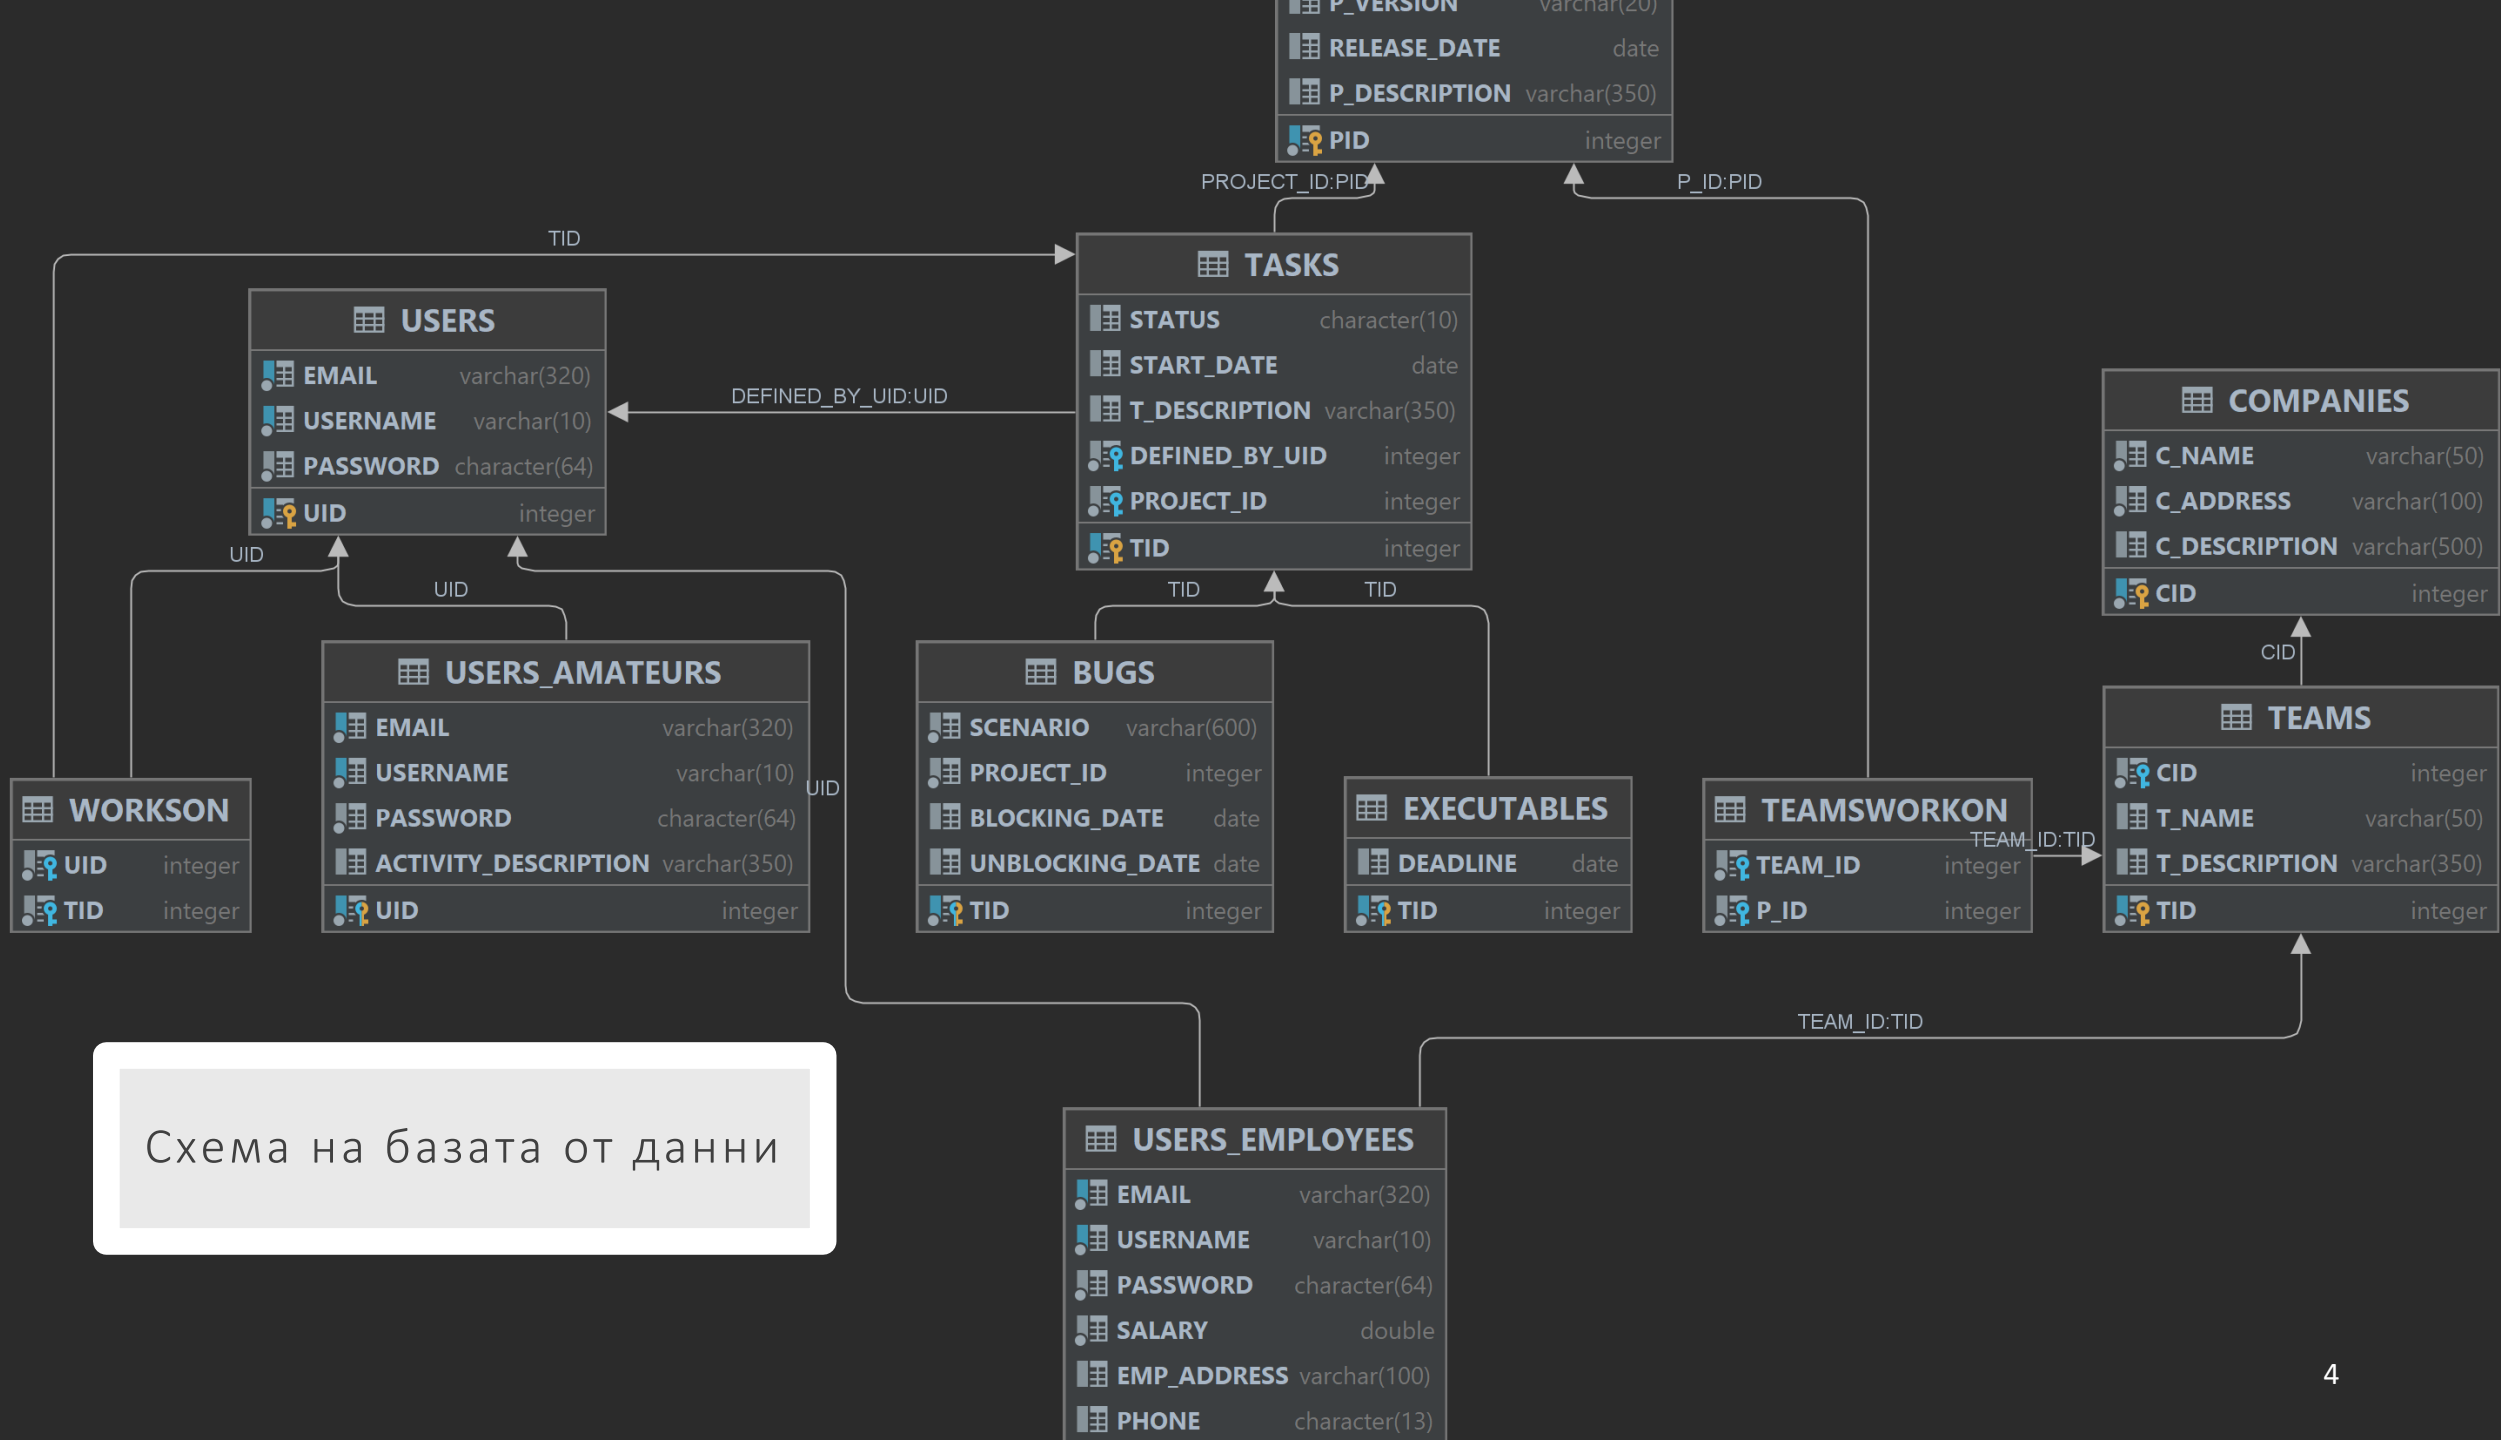 P_VERSION varchar(20)
RELEASE_DATE date
P_DESCRIPTION varchar(350)
PID integer
PROJECT_ID:PID
P_ID:PID
TID
TASKS
STATUS character(10)
START_DATE date
T_DESCRIPTION varchar(350)
DEFINED_BY_UID integer
PROJECT_ID integer
TID integer
USERS
EMAIL varchar(320)
USERNAME varchar(10)
PASSWORD character(64)
UID integer
DEFINED_BY_UID:UID
COMPANIES
C_NAME varchar(50)
C_ADDRESS varchar(100)
C_DESCRIPTION varchar(500)
CID integer
UID
UID
TID
TID
CID
USERS_AMATEURS
EMAIL varchar(320)
USERNAME varchar(10)
PASSWORD character(64)
ACTIVITY_DESCRIPTION varchar(350)
UID integer
UID
BUGS
SCENARIO varchar(600)
PROJECT_ID integer
BLOCKING_DATE date
UNBLOCKING_DATE date
TID integer
TEAMS
CID integer
T_NAME varchar(50)
T_DESCRIPTION varchar(350)
TID integer
WORKSON
UID integer
TID integer
EXECUTABLES
DEADLINE date
TID integer
TEAMSWORKON
TEAM_ID:TID
TEAM_ID integer
P_ID integer
TEAM_ID:TID
Схема на базата от данни
USERS_EMPLOYEES
EMAIL varchar(320)
USERNAME varchar(10)
PASSWORD character(64)
SALARY double
EMP_ADDRESS varchar(100)
PHONE character(13)
4